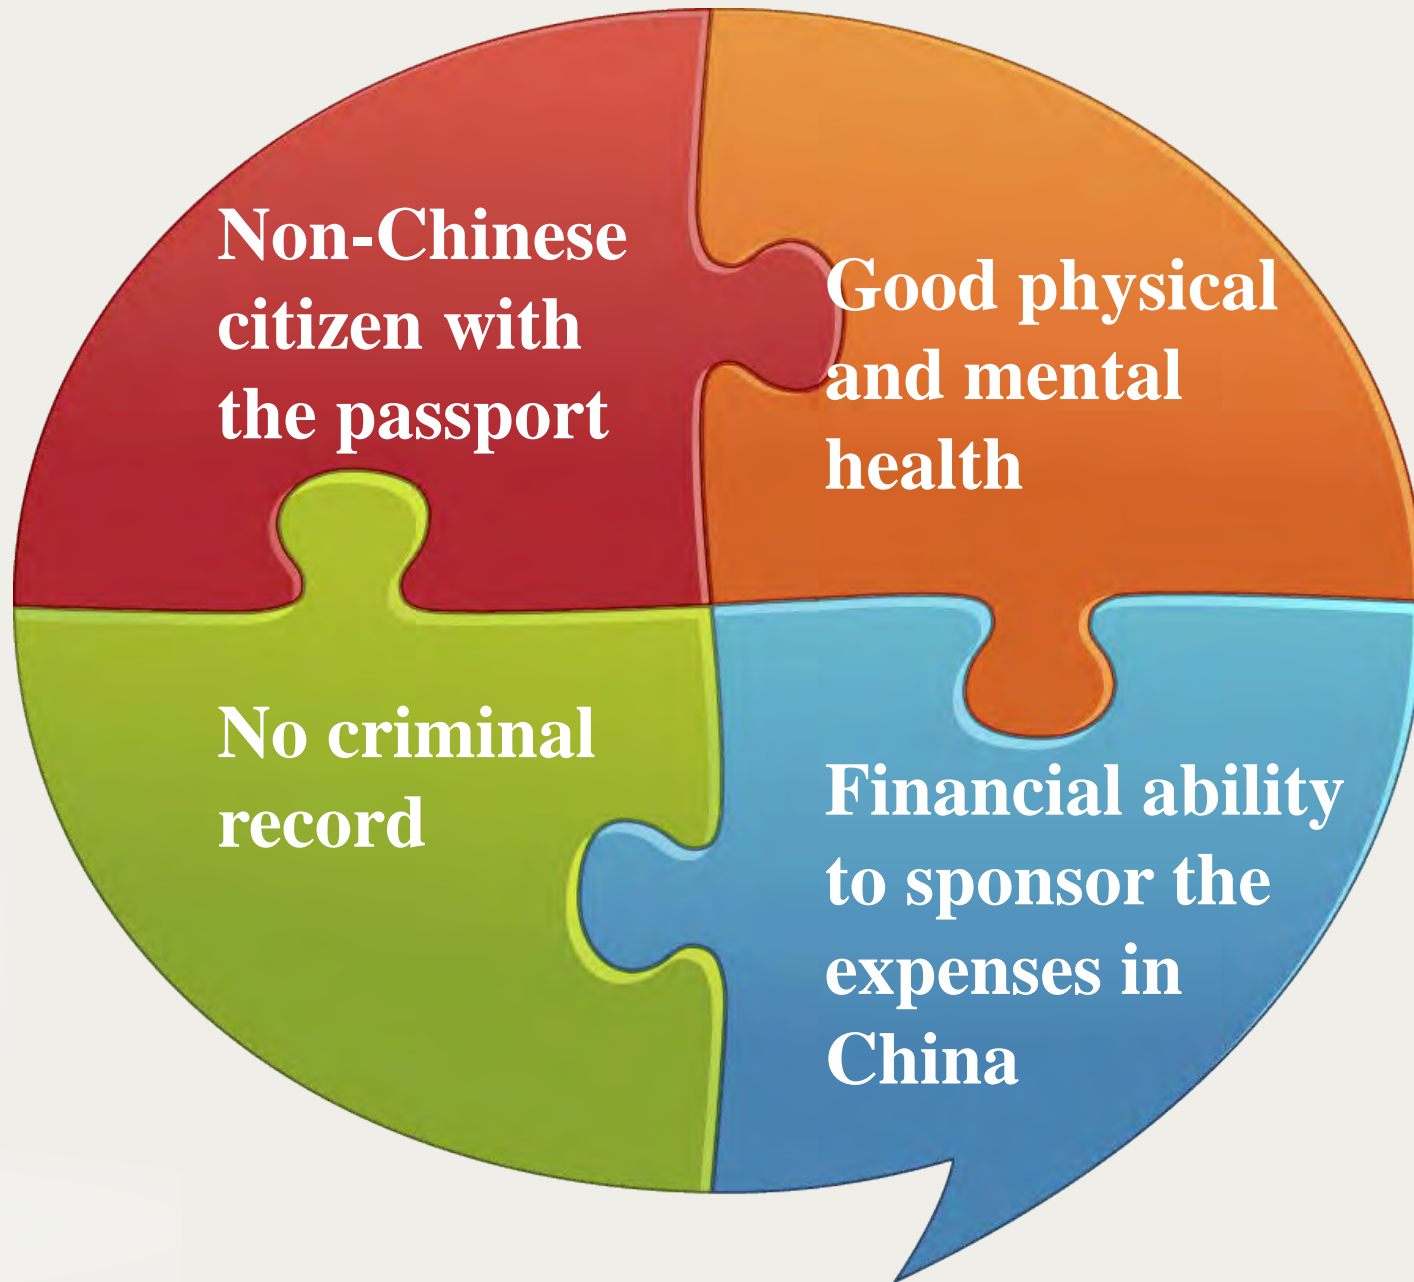 Non-Chinese
citizen with
the passport
Good physical
and mental
health
No criminal
record
Financial ability
to sponsor the
expenses in
China